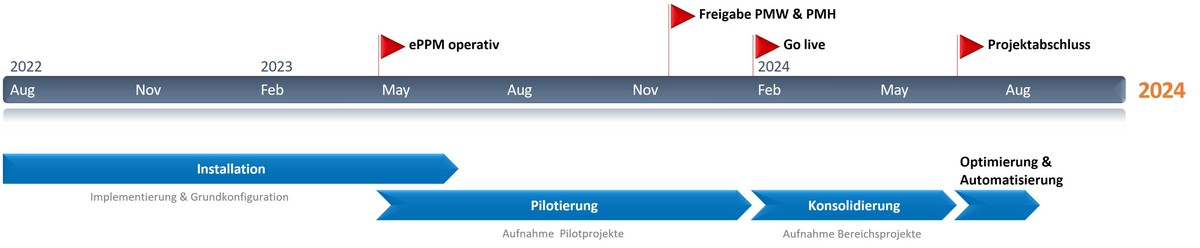 Freigabe PMW & PMH
ePPM operativ
Go live
Projektabschluss
2022
2023
2024
Aug Nov Feb May Aug Nov Feb May Aug
2024
Installation
Implementierung & Grundkonfiguration
Optimierung &
Automatisierung
Pilotierung
Konsolidierung
Aufnahme Pilotprojekte
Aufnahme Bereichsprojekte